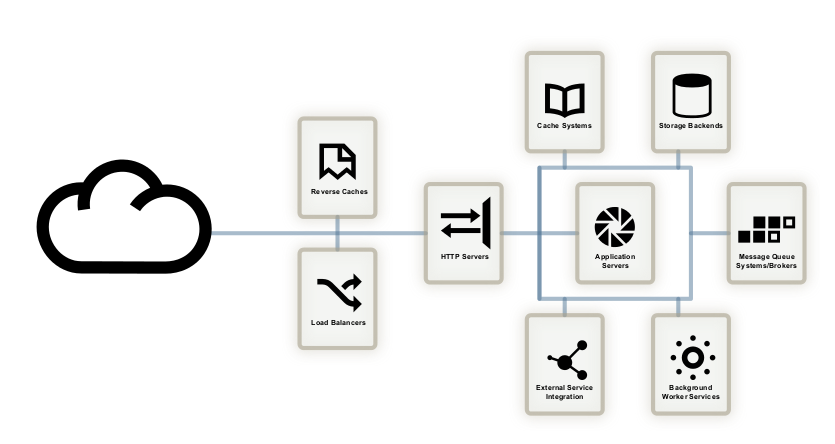 Cache Systems
Storage Backends
Reverse Caches
HTTP Servers
Application
Servers
Message Queue
Systems/Brokers
Load Balancers
External Service
Integration
Background
Worker Services